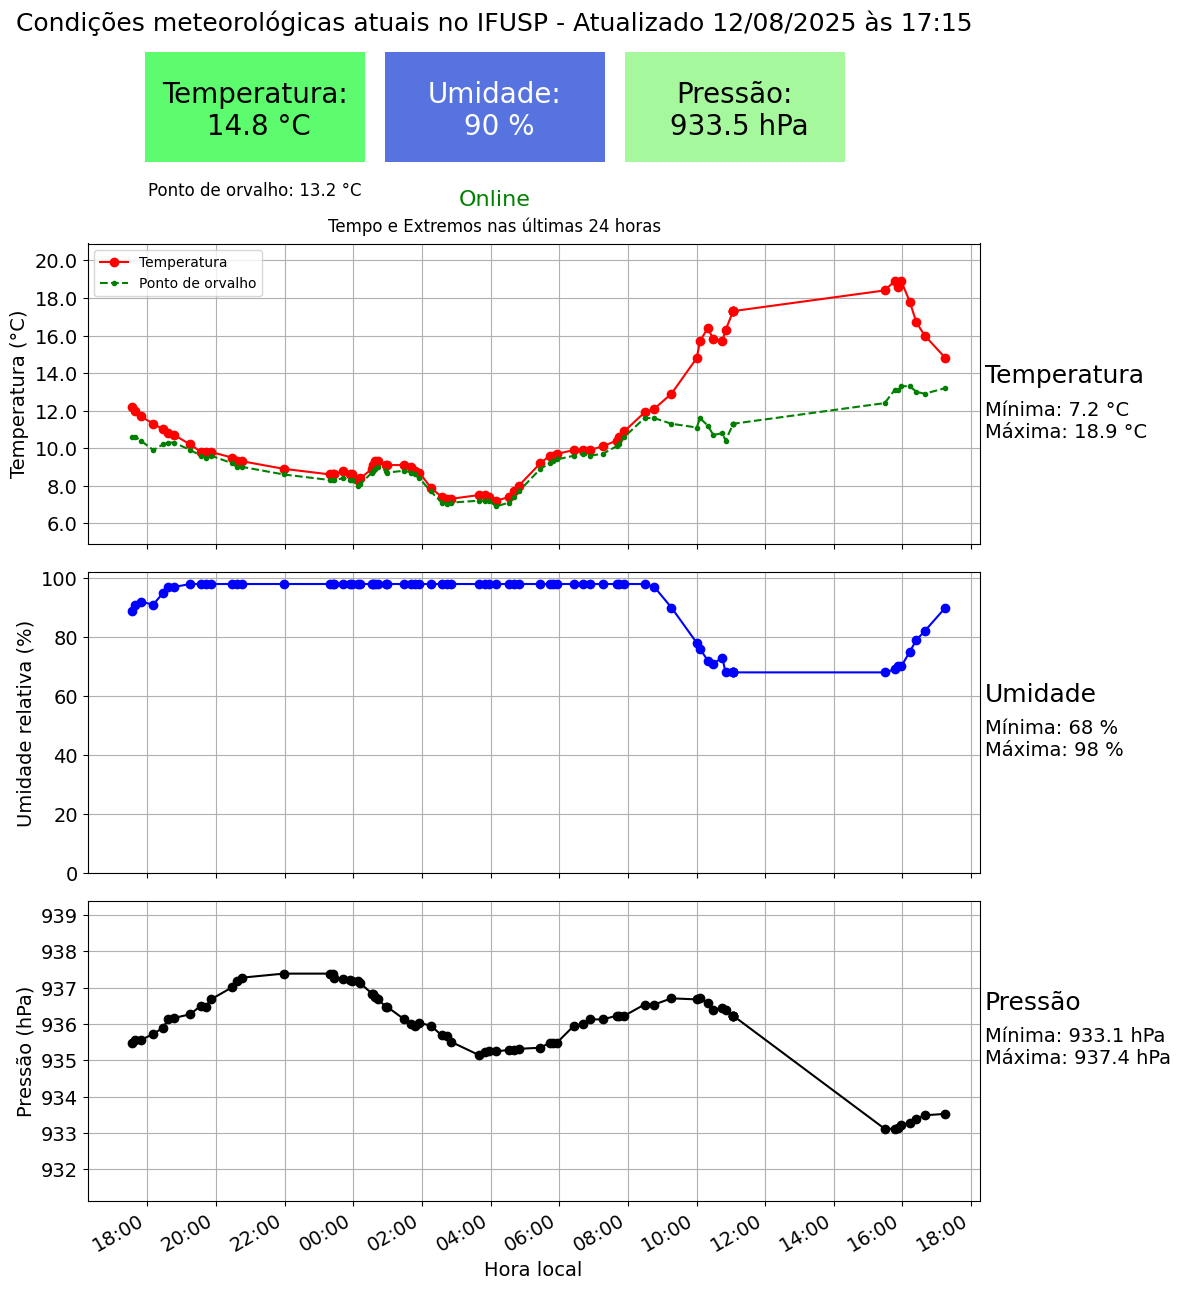 Condições meteorológicas atuais no IFUSP - Atualizado 12/08/2025 às 17:15
Temperatura:
14.8 °C
Umidade:
90 %
Pressão:
933.5 hPa
Ponto de orvalho: 13.2 °C
Online
Tempo e Extremos nas últimas 24 horas
Temperatura
Ponto de orvalho
Temperatura (°C)
20.0
18.0
16.0
14.0
12.0
10.0
8.0
6.0
Temperatura
Mínima: 7.2 °C
Máxima: 18.9 °C
Umidade relativa (%)
100
80
60
40
20
0
Umidade
Mínima: 68 %
Máxima: 98 %
Pressão (hPa)
939
938
937
936
935
934
933
932
Pressão
Mínima: 933.1 hPa
Máxima: 937.4 hPa
18:00 20:00 22:00 00:00 02:00 04:00 06:00 08:00 10:00 12:00 14:00 16:00 18:00
Hora local